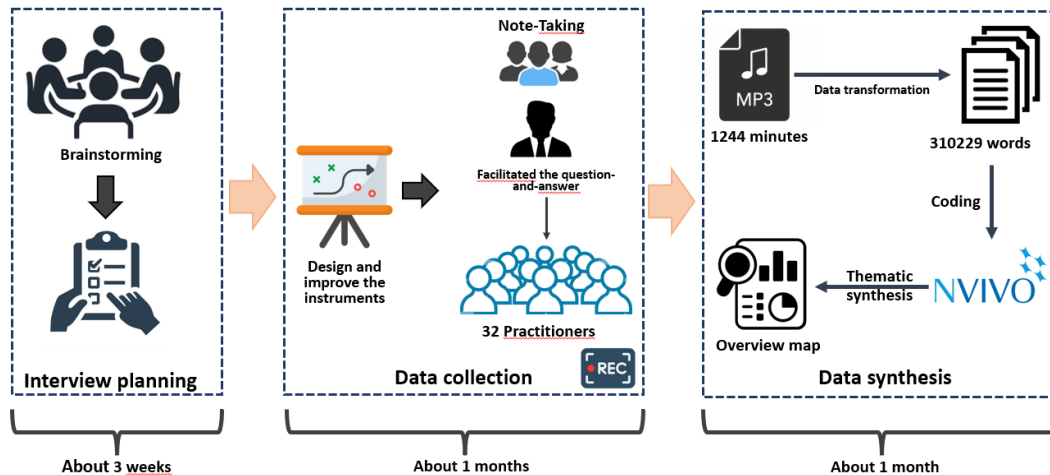 Brainstorming
Interview planning
About 3 weeks
Note-Taking
Facilitated the question-
and-answer
Design and
improve the
instruments
32 Practitioners
REC
Data collection
About 1 months
MP3
1244 minutes
Data transformation
310229 words
Coding
NVIVO
Thematic
synthesis
Overview map
Data synthesis
About 1 month